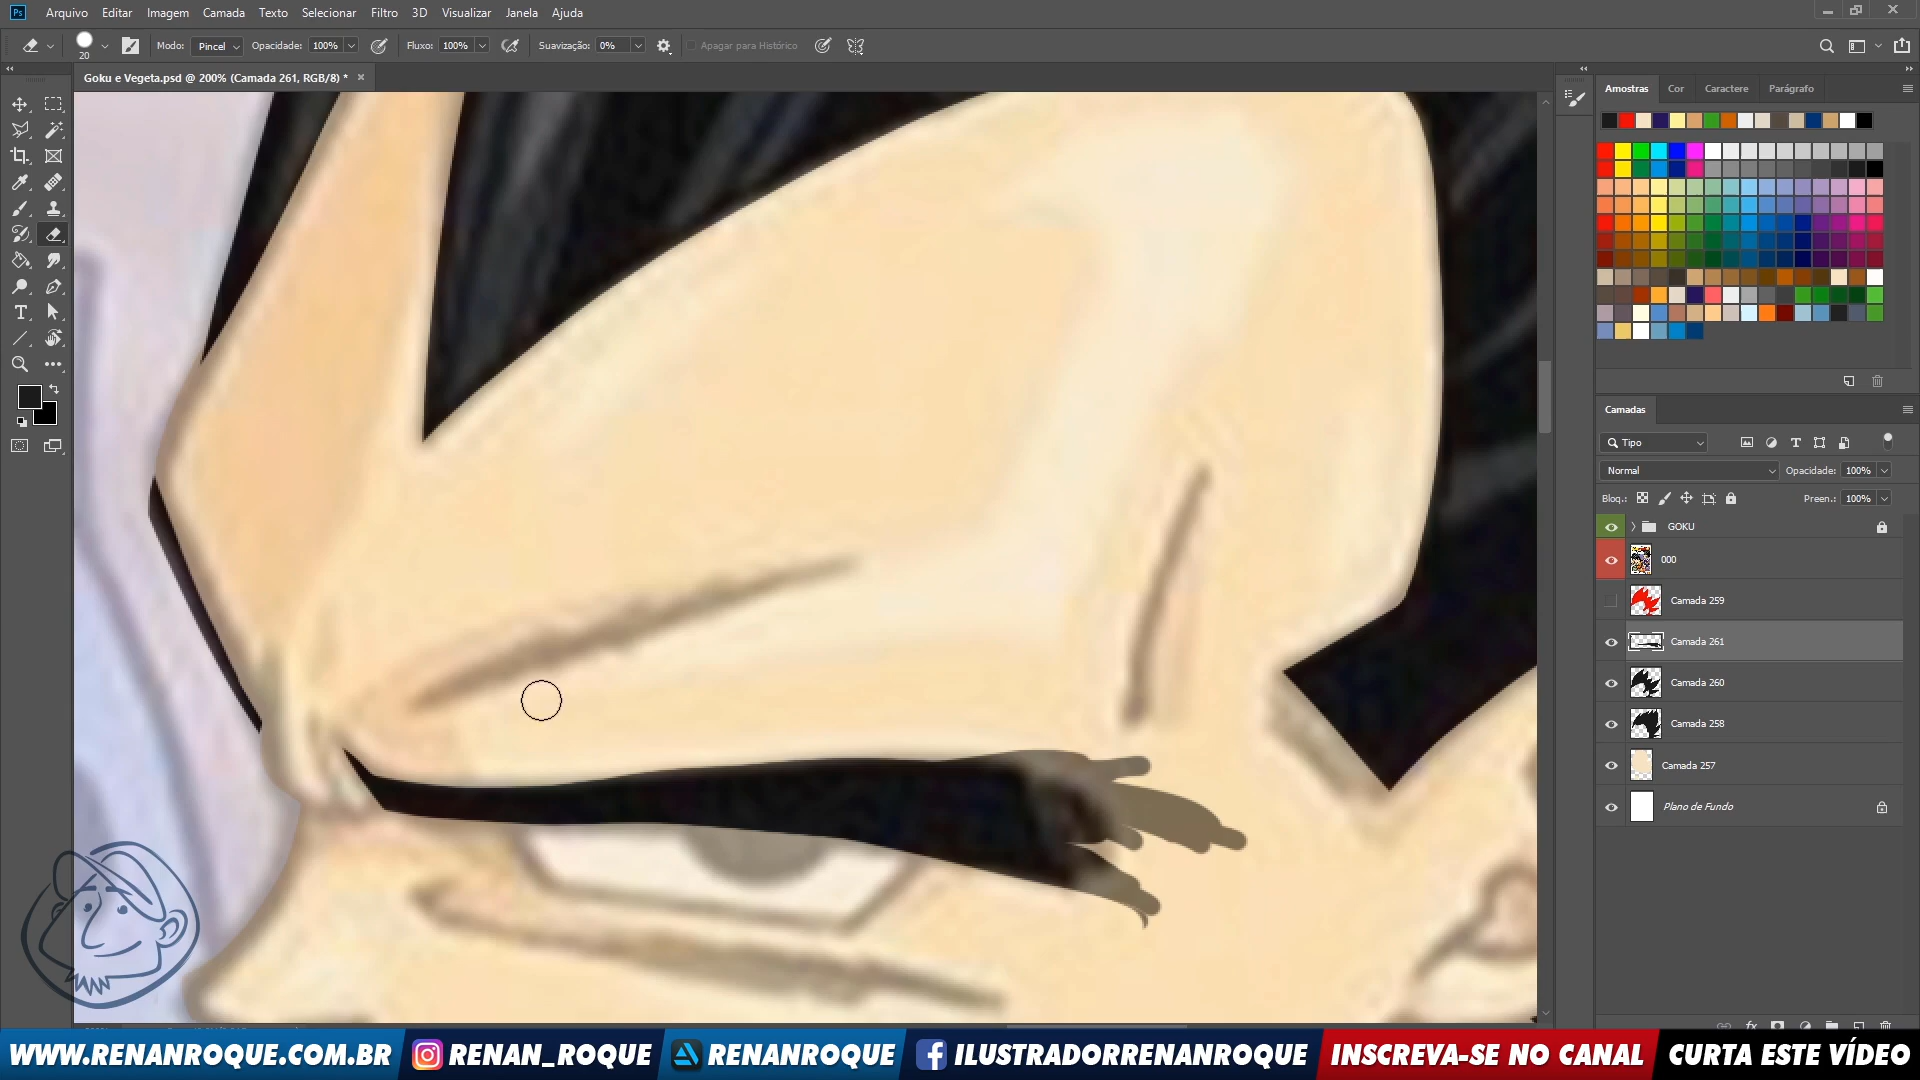 Ps Arquivo Editar Imagem Camada Texto Selecionar Filtro 3D Visualizar Janela Ajuda
20 Modo: Pincel Opacidade: 100% Fluxo: 100% Suavização: 0% Apagar para Histórico
Goku e Vegeta.psd @ 200% (Camada 261, RGB/8) *
Amostras Cor Caractere Parágrafo
Camadas
Tipo
Normal Opacidade: 100%
Bloq.: Preen.: 100%
GOKU
000
Camada 259
Camada 261
Camada 260
Camada 258
Camada 257
Plano de Fundo
WWW.RENANROQUE.COM.BR RENAN_ROQUE RENANROQUE ILUSTRADORRENANROQUE INSCREVA-SE NO CANAL CURTA ESTE VÍDEO